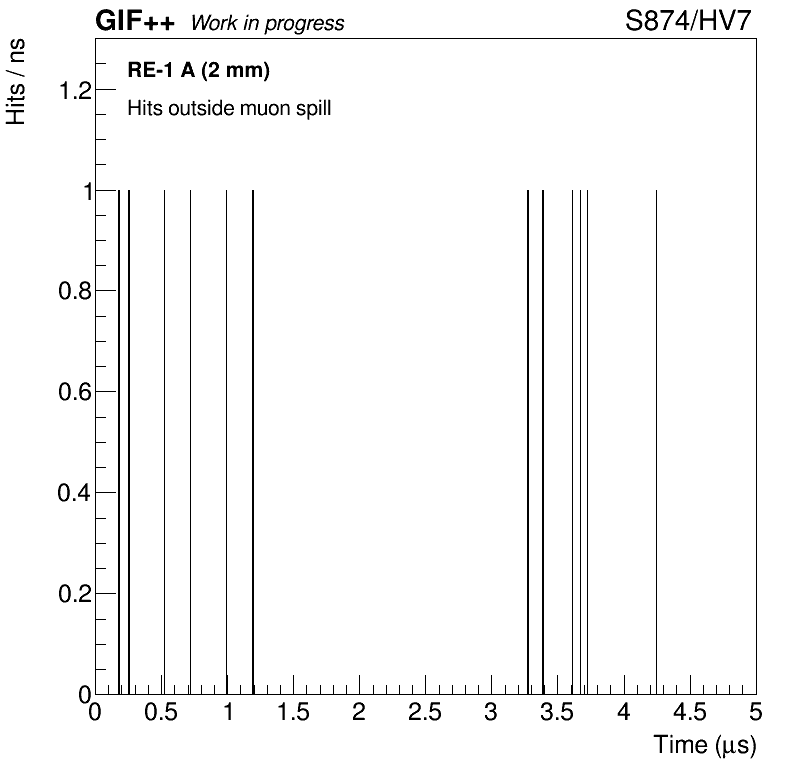 GIF++ Work in progress S874/HV7
Hits / ns
RE-1 A (2 mm)
Hits outside muon spill
1.2
1
0.8
0.6
0.4
0.2
0
0 0.5 1 1.5 2 2.5 3 3.5 4 4.5 5
Time (μs)